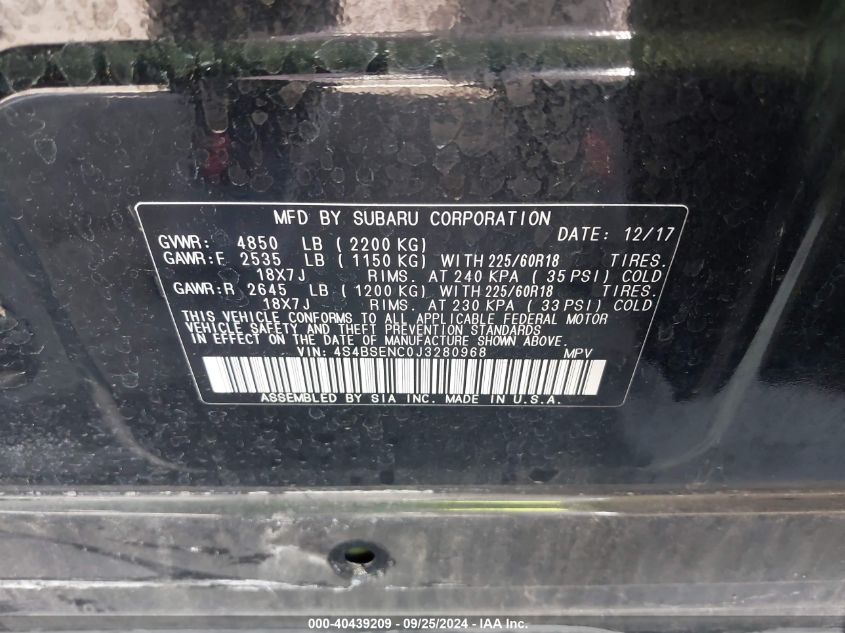 MFD BY SUBARU CORPORATION
DATE: 12/17
GVWR: 4850 LB (2200 KG)
GAWR:F 2535 LB (1150 KG) WITH 225/60R18 TIRES.
18X7J RIMS. AT 240 KPA (35 PSI) COLD
GAWR:R 2645 LB (1200 KG) WITH 225/60R18 TIRES.
18X7J RIMS. AT 230 KPA (33 PSI) COLD
THIS VEHICLE CONFORMS TO ALL APPLICABLE FEDERAL MOTOR
VEHICLE SAFETY AND THEFT PREVENTION STANDARDS
IN EFFECT ON THE DATE OF MANUFACTURE SHOWN ABOVE.
VIN: 4S4BSENC0J3280968 MPV
ASSEMBLED BY SIA INC. MADE IN U.S.A.
000-40439209 - 09/25/2024 - IAA Inc.